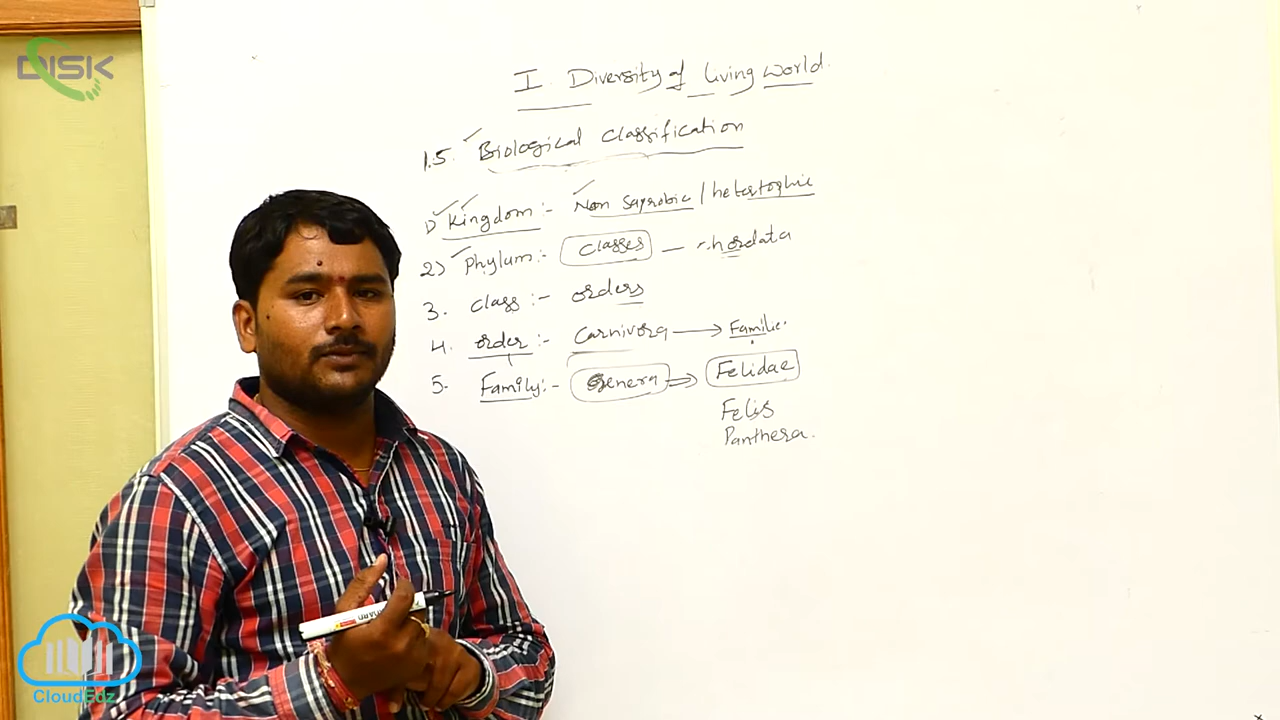 DISK
I. Diversity of living world.
1.5. Biological classification
1) Kingdom :- Non saprobic / hetertophic
2) Phylum :- classes — chordata
3. class :- orders
4. order :- Carnivora → Familie.
5. Family :- Genera ⇒ Felidae
Felis
Panthera.
CloudEdz